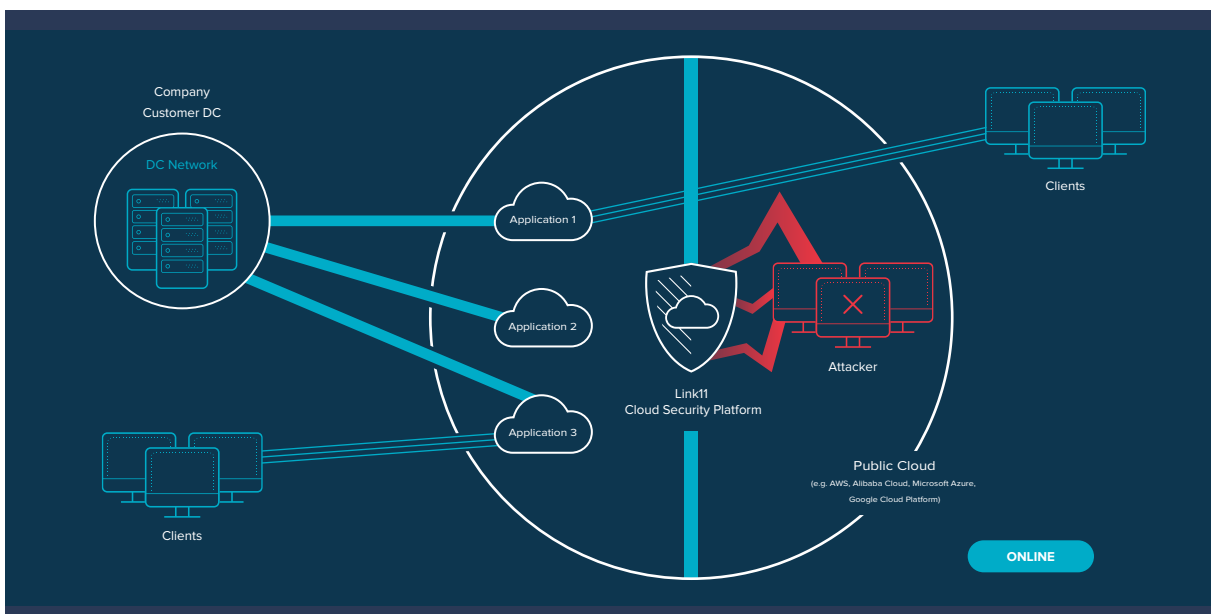 Company
Customer DC
DC Network
Clients
Application 1
Application 2
Attacker
Link11
Cloud Security Platform
Application 3
Public Cloud
(e.g. AWS, Alibaba Cloud, Microsoft Azure,
Google Cloud Platform)
Clients
ONLINE